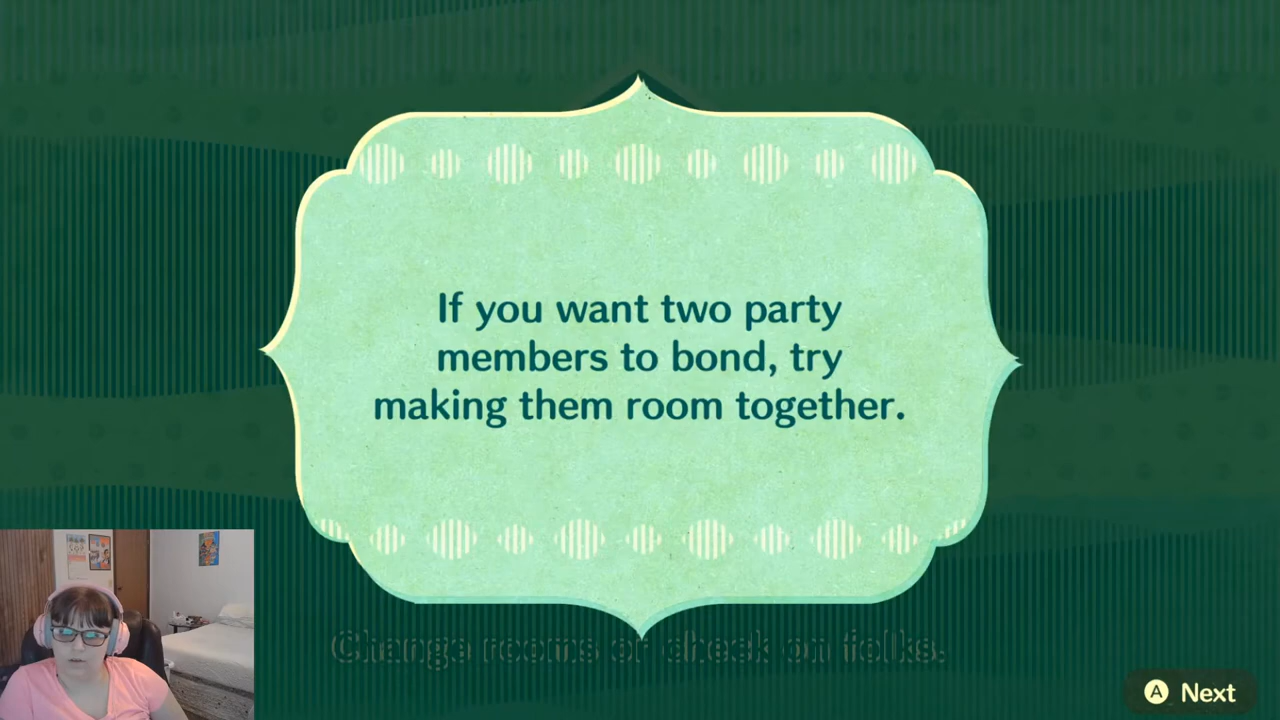 If you want two party
members to bond, try
making them room together.
Change rooms or check on folks.
A Next